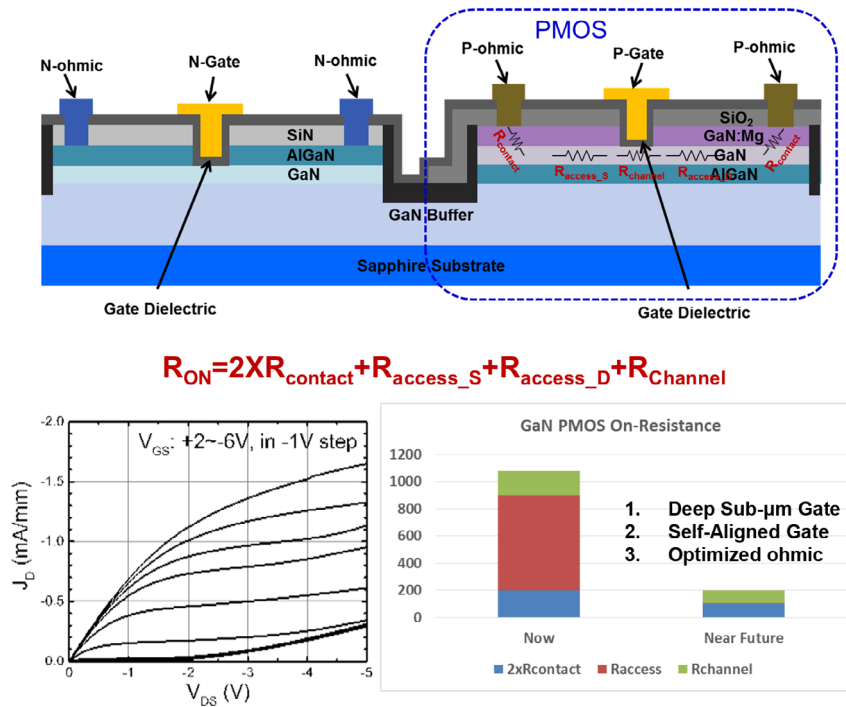 PMOS
N-ohmic
N-Gate
N-ohmic
P-ohmic
P-Gate
P-ohmic
SiN
AlGaN
GaN
SiO2
GaN:Mg
GaN
AlGaN
Rcontact
Raccess_S
Rchannel
Raccess_D
Rcontact
GaN Buffer
Sapphire Substrate
Gate Dielectric
Gate Dielectric
RON=2XRcontact+Raccess_S+Raccess_D+RChannel
VGS: +2~-6V, in -1V step
JD (mA/mm)
-2.0
-1.5
-1.0
-0.5
0.0
0
-1
-2
-3
-4
-5
VDS (V)
GaN PMOS On-Resistance
1200
1000
800
600
400
200
0
1. Deep Sub-µm Gate
2. Self-Aligned Gate
3. Optimized ohmic
Now
Near Future
2xRcontact
Raccess
Rchannel